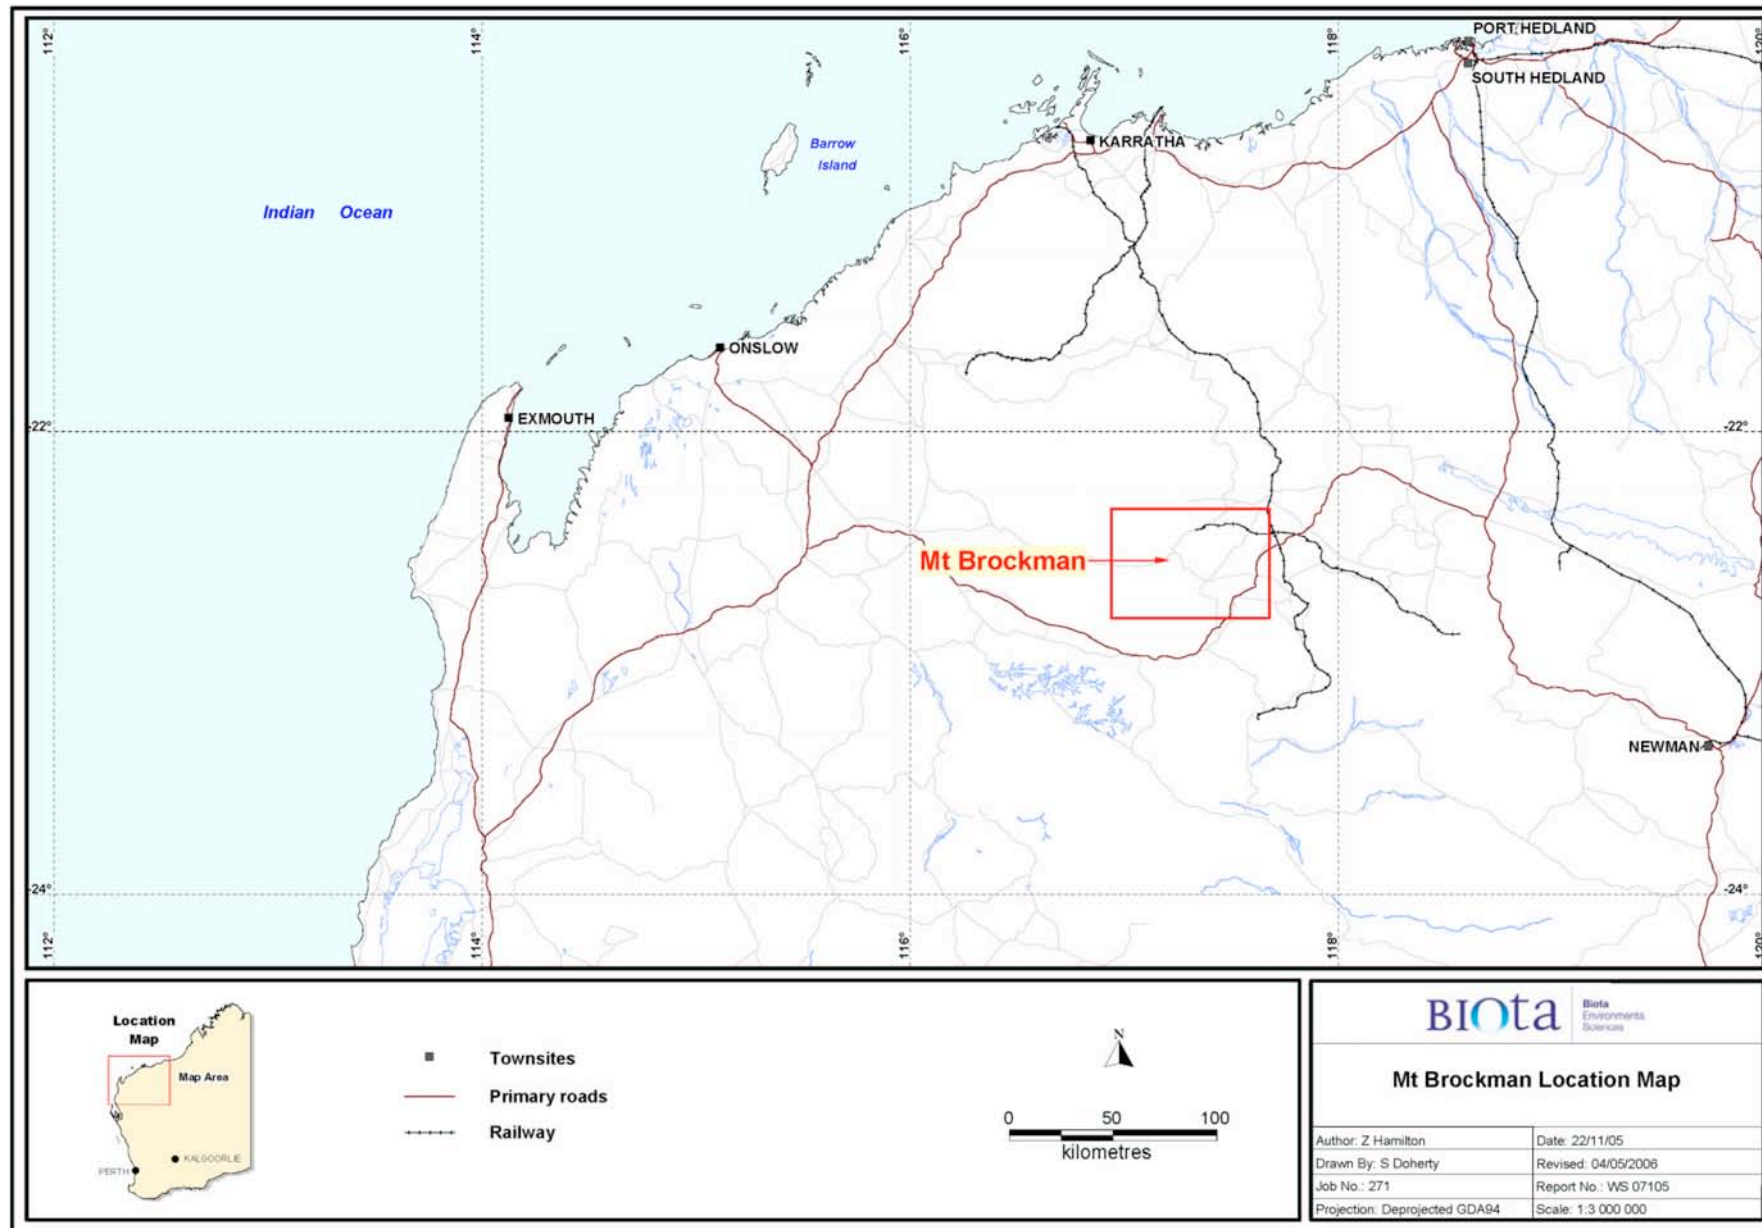 112°
114°
116°
118°
120°
PORT HEDLAND
SOUTH HEDLAND
KARRATHA
Barrow
Island
Indian Ocean
ONSLOW
EXMOUTH
-22°
-22°
Mt Brockman
NEWMAN
-24°
-24°
112°
114°
116°
118°
120°
Location
Map
Map Area
KALGOORLIE
PERTH
Townsites
Primary roads
Railway
N
0 50 100
kilometres
BIOta
Biota
Environmenta
Sciences
Mt Brockman Location Map
Author: Z Hamilton
Date: 22/11/05
Drawn By: S Doherty
Revised: 04/05/2006
Job No.: 271
Report No.: WS 07105
Projection: Deprojected GDA94
Scale: 1:3 000 000